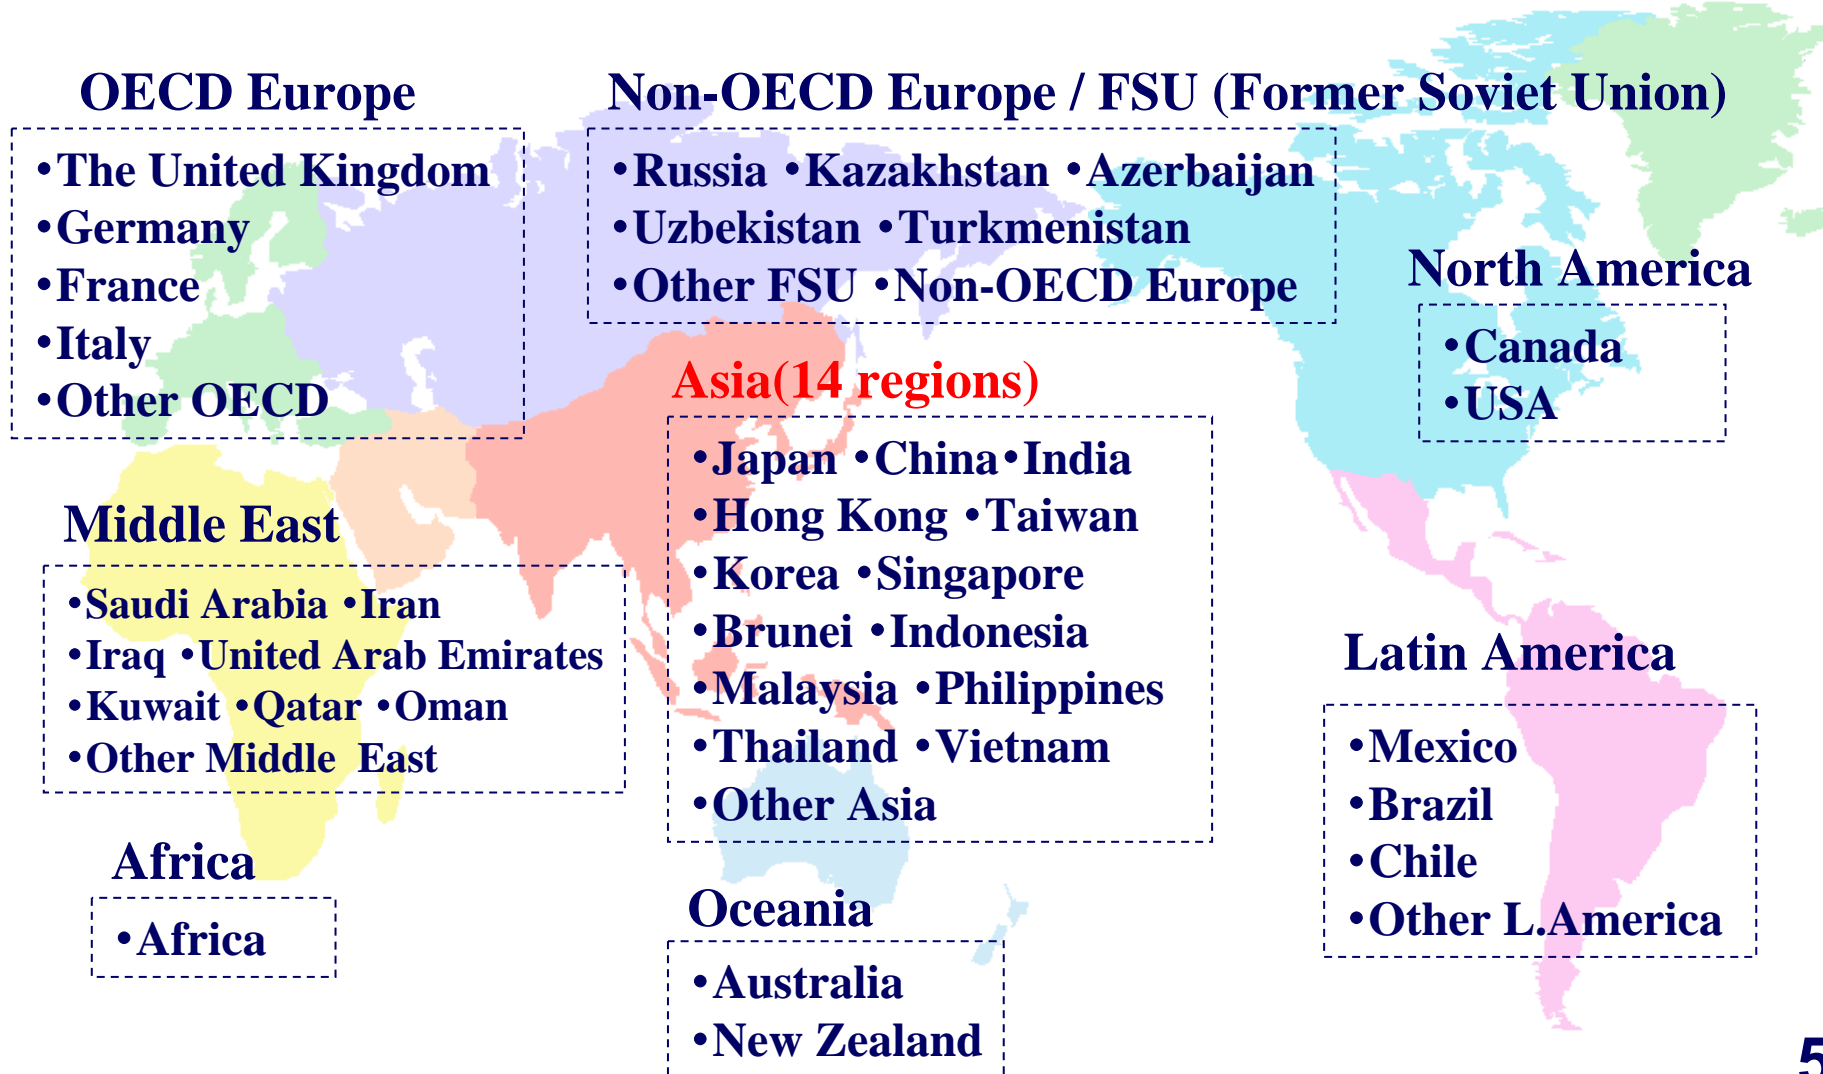 OECD Europe
•The United Kingdom
•Germany
•France
•Italy
•Other OECD
Non-OECD Europe / FSU (Former Soviet Union)
•Russia •Kazakhstan •Azerbaijan
•Uzbekistan •Turkmenistan
•Other FSU •Non-OECD Europe
North America
•Canada
•USA
Asia(14 regions)
•Japan •China•India
•Hong Kong •Taiwan
•Korea •Singapore
•Brunei •Indonesia
•Malaysia •Philippines
•Thailand •Vietnam
•Other Asia
Middle East
•Saudi Arabia •Iran
•Iraq •United Arab Emirates
•Kuwait •Qatar •Oman
•Other Middle East
Latin America
•Mexico
•Brazil
•Chile
•Other L.America
Africa
•Africa
Oceania
•Australia
•New Zealand
5